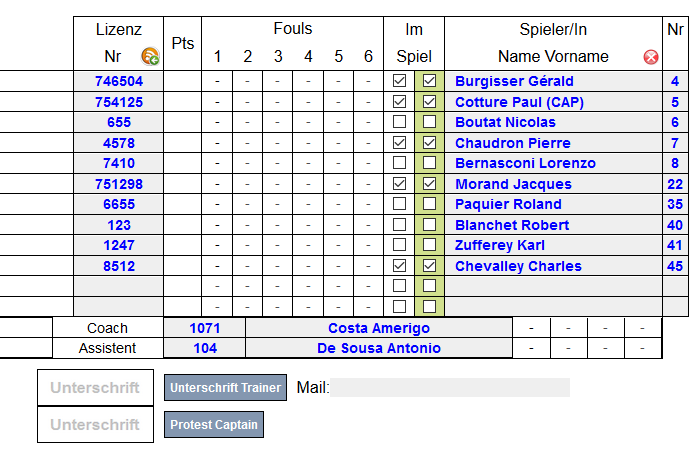 Lizenz Pts Fouls Im Spieler/In Nr
Nr 1 2 3 4 5 6 Spiel Name Vorname
746504 - - - - - - Burgisser Gérald 4
754125 - - - - - - Cotture Paul (CAP) 5
655 - - - - - - Boutat Nicolas 6
4578 - - - - - - Chaudron Pierre 7
7410 - - - - - - Bernasconi Lorenzo 8
751298 - - - - - - Morand Jacques 22
6655 - - - - - - Paquier Roland 35
123 - - - - - - Blanchet Robert 40
1247 - - - - - - Zufferey Karl 41
8512 - - - - - - Chevalley Charles 45
- - - - - -
- - - - - -
Coach 1071 Costa Amerigo - - - -
Assistent 104 De Sousa Antonio - - - -
Unterschrift Unterschrift Trainer Mail:
Unterschrift Protest Captain